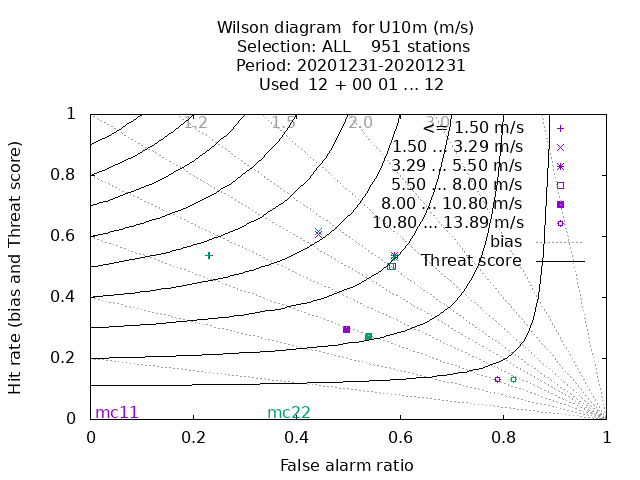 Wilson diagram  for U10m (m/s)
Selection: ALL    951 stations
Period: 20201231-20201231
Used  12 + 00 01 ... 12
1.2 1.5 2.0 3.0
<= 1.50 m/s
1.50 ... 3.29 m/s
3.29 ... 5.50 m/s
5.50 ... 8.00 m/s
8.00 ... 10.80 m/s
10.80 ... 13.89 m/s
bias
Threat score
Hit rate (bias and Threat score)
1
0.8
0.6
0.4
0.2
0
mc11 mc22
0 0.2 0.4 0.6 0.8 1
False alarm ratio